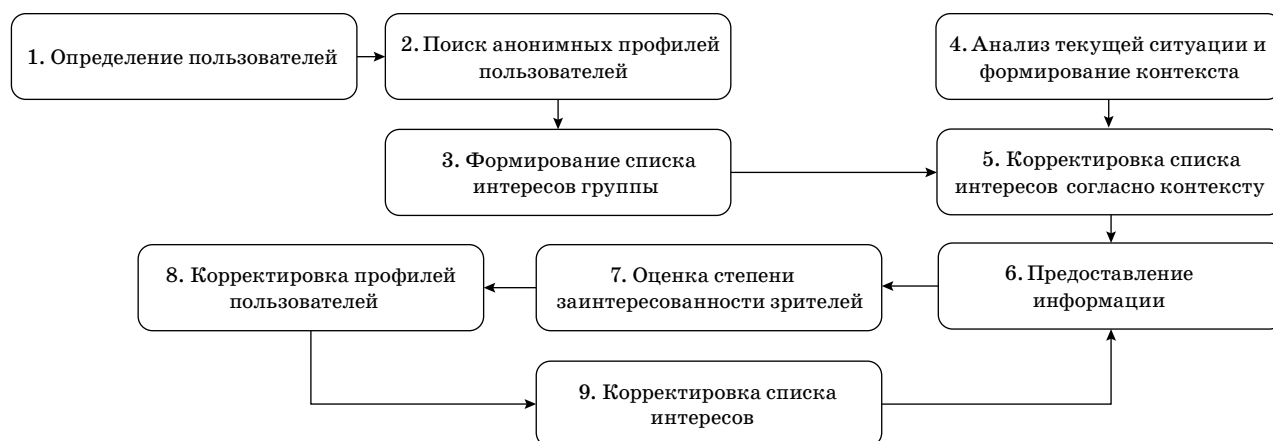 1. Определение пользователей
2. Поиск анонимных профилей
пользователей
4. Анализ текущей ситуации и
формирование контекста
3. Формирование списка
интересов группы
5. Корректировка списка
интересов согласно контексту
8. Корректировка профилей
пользователей
7. Оценка степени
заинтересованности зрителей
6. Предоставление
информации
9. Корректировка списка
интересов